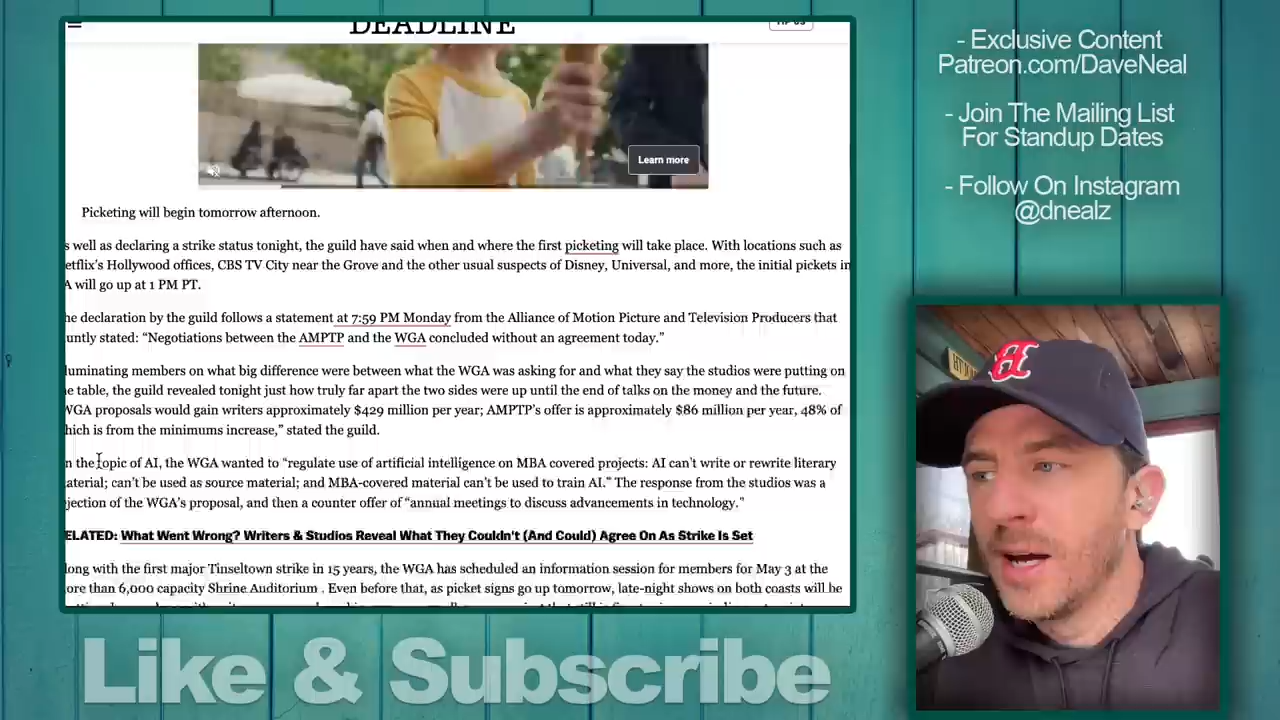 DEADLINE
TIP US
Learn more
Picketing will begin tomorrow afternoon.
s well as declaring a strike status tonight, the guild have said when and where the first picketing will take place. With locations such as
etflix's Hollywood offices, CBS TV City near the Grove and the other usual suspects of Disney, Universal, and more, the initial pickets in
A will go up at 1 PM PT.
he declaration by the guild follows a statement at 7:59 PM Monday from the Alliance of Motion Picture and Television Producers that
untly stated: “Negotiations between the AMPTP and the WGA concluded without an agreement today.”
luminating members on what big difference were between what the WGA was asking for and what they say the studios were putting on
e table, the guild revealed tonight just how truly far apart the two sides were up until the end of talks on the money and the future.
WGA proposals would gain writers approximately $429 million per year; AMPTP's offer is approximately $86 million per year, 48% of
hich is from the minimums increase,” stated the guild.
n the topic of AI, the WGA wanted to “regulate use of artificial intelligence on MBA covered projects: AI can't write or rewrite literary
aterial; can't be used as source material; and MBA-covered material can't be used to train AI.” The response from the studios was a
jection of the WGA's proposal, and then a counter offer of “annual meetings to discuss advancements in technology.”
ELATED: What Went Wrong? Writers & Studios Reveal What They Couldn't (And Could) Agree On As Strike Is Set
long with the first major Tinseltown strike in 15 years, the WGA has scheduled an information session for members for May 3 at the
ore than 6,000 capacity Shrine Auditorium . Even before that, as picket signs go up tomorrow, late-night shows on both coasts will be
- Exclusive Content
Patreon.com/DaveNeal
- Join The Mailing List
For Standup Dates
- Follow On Instagram
@dnealz
B
Like & Subscribe